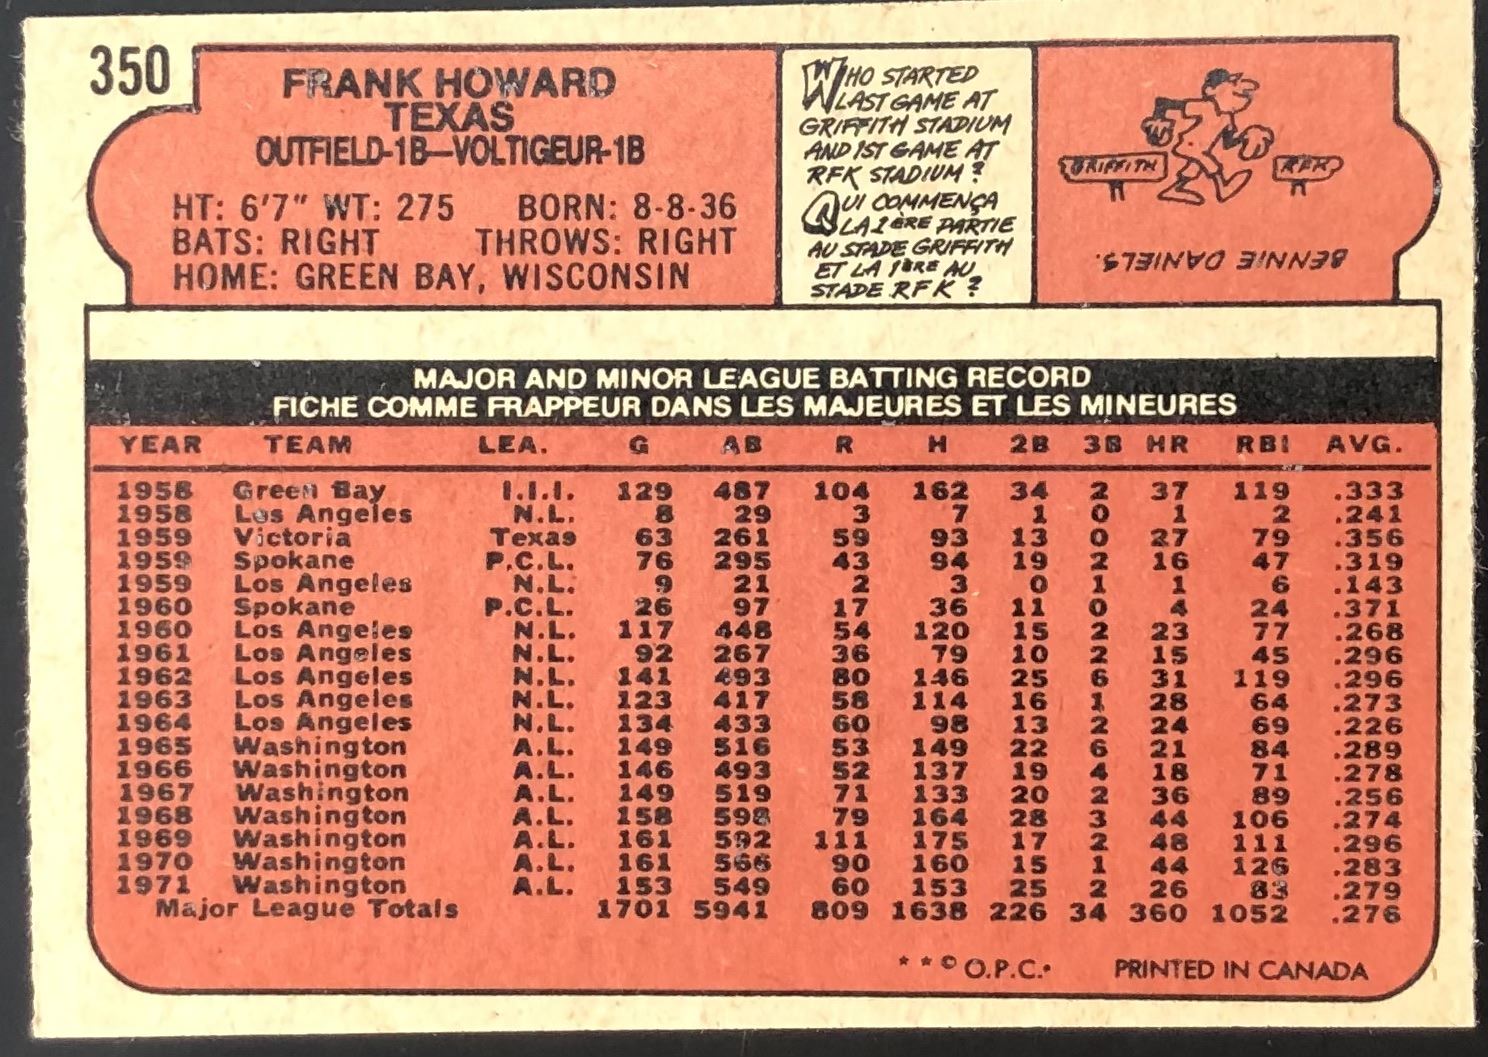 350
FRANK HOWARD
TEXAS
OUTFIELD-1B—VOLTIGEUR-1B
HT: 6'7" WT: 275 BORN: 8-8-36
BATS: RIGHT THROWS: RIGHT
HOME: GREEN BAY, WISCONSIN
WHO STARTED
LAST GAME AT
GRIFFITH STADIUM
AND 1ST GAME AT
RFK STADIUM?
QUI COMMENÇA
LA 1ÈRE PARTIE
AU STADE GRIFFITH
ET LA 1ÈRE AU
STADE RFK?
GRIFFITH
RFK
BENNIE DANIELS.
MAJOR AND MINOR LEAGUE BATTING RECORD
FICHE COMME FRAPPEUR DANS LES MAJEURES ET LES MINEURES
YEAR TEAM LEA. G AB R H 2B 3B HR RBI AVG.
1958 Green Bay I.I.I. 129 487 104 162 34 2 37 119 .333
1958 Los Angeles N.L. 8 29 3 7 1 0 1 2 .241
1959 Victoria Texas 63 261 59 93 13 0 27 79 .356
1959 Spokane P.C.L. 76 295 43 94 19 2 16 47 .319
1959 Los Angeles N.L. 9 21 2 3 0 1 1 6 .143
1960 Spokane P.C.L. 26 97 17 36 11 0 4 24 .371
1960 Los Angeles N.L. 117 448 54 120 15 2 23 77 .268
1961 Los Angeles N.L. 92 267 36 79 10 2 15 45 .296
1962 Los Angeles N.L. 141 493 80 146 25 6 31 119 .296
1963 Los Angeles N.L. 123 417 58 114 16 1 28 64 .273
1964 Los Angeles N.L. 134 433 60 98 13 2 24 69 .226
1965 Washington A.L. 149 516 53 149 22 6 21 84 .289
1966 Washington A.L. 146 493 52 137 19 4 18 71 .278
1967 Washington A.L. 149 519 71 133 20 2 36 89 .256
1968 Washington A.L. 158 598 79 164 28 3 44 106 .274
1969 Washington A.L. 161 592 111 175 17 2 48 111 .296
1970 Washington A.L. 161 566 90 160 15 1 44 126 .283
1971 Washington A.L. 153 549 60 153 25 2 26 83 .279
Major League Totals 1701 5941 809 1638 226 34 360 1052 .276
* * © O.P.C. PRINTED IN CANADA